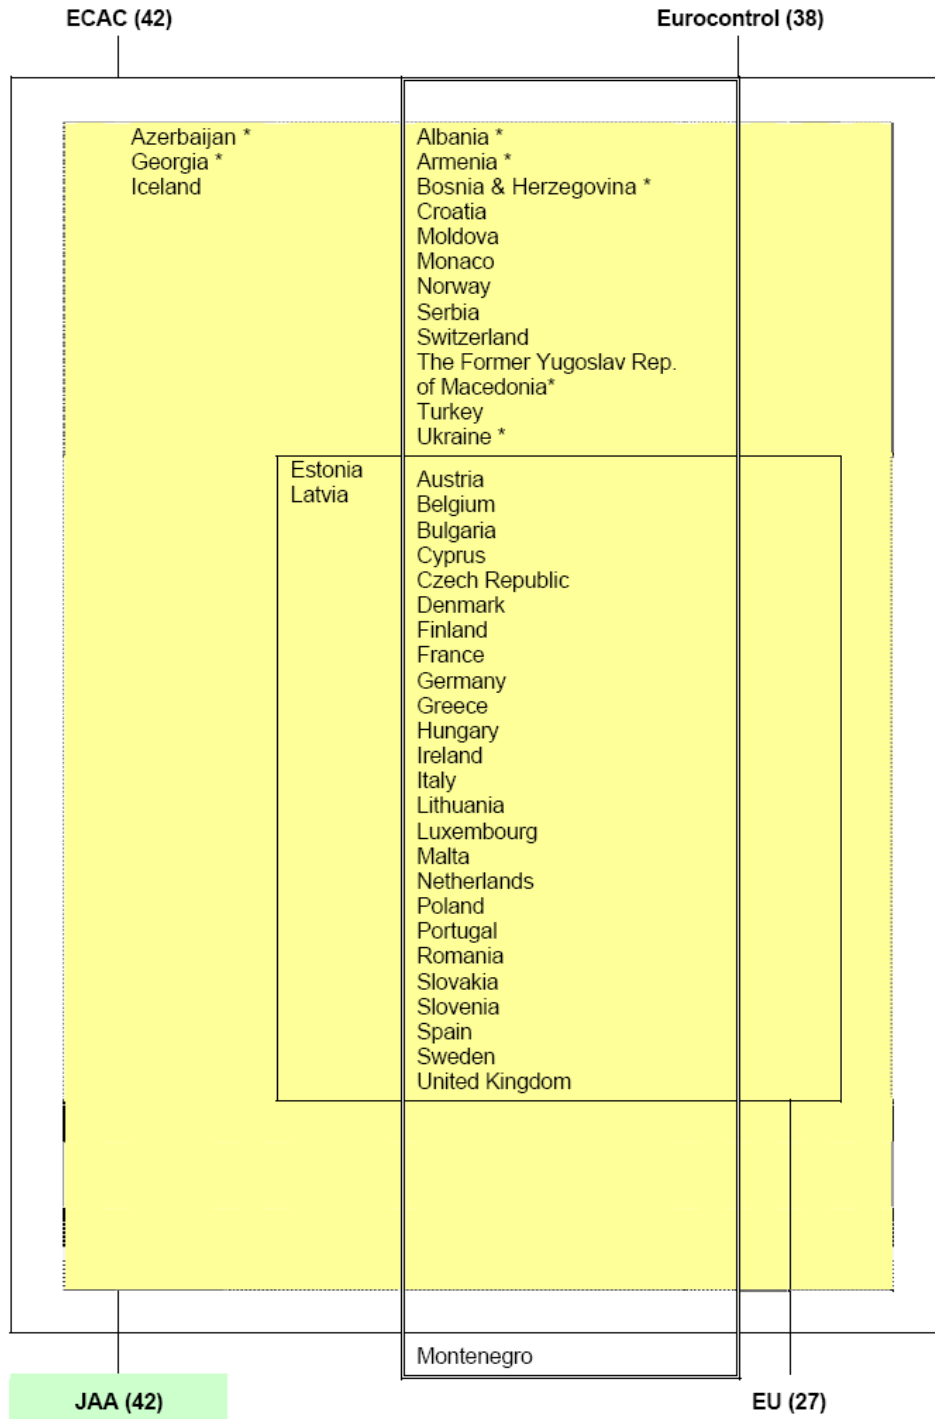 ECAC (42)
Eurocontrol (38)
Azerbaijan *
Georgia *
Iceland
Albania *
Armenia *
Bosnia & Herzegovina *
Croatia
Moldova
Monaco
Norway
Serbia
Switzerland
The Former Yugoslav Rep.
of Macedonia*
Turkey
Ukraine *
Estonia
Latvia
Austria
Belgium
Bulgaria
Cyprus
Czech Republic
Denmark
Finland
France
Germany
Greece
Hungary
Ireland
Italy
Lithuania
Luxembourg
Malta
Netherlands
Poland
Portugal
Romania
Slovakia
Slovenia
Spain
Sweden
United Kingdom
Montenegro
JAA (42)
EU (27)